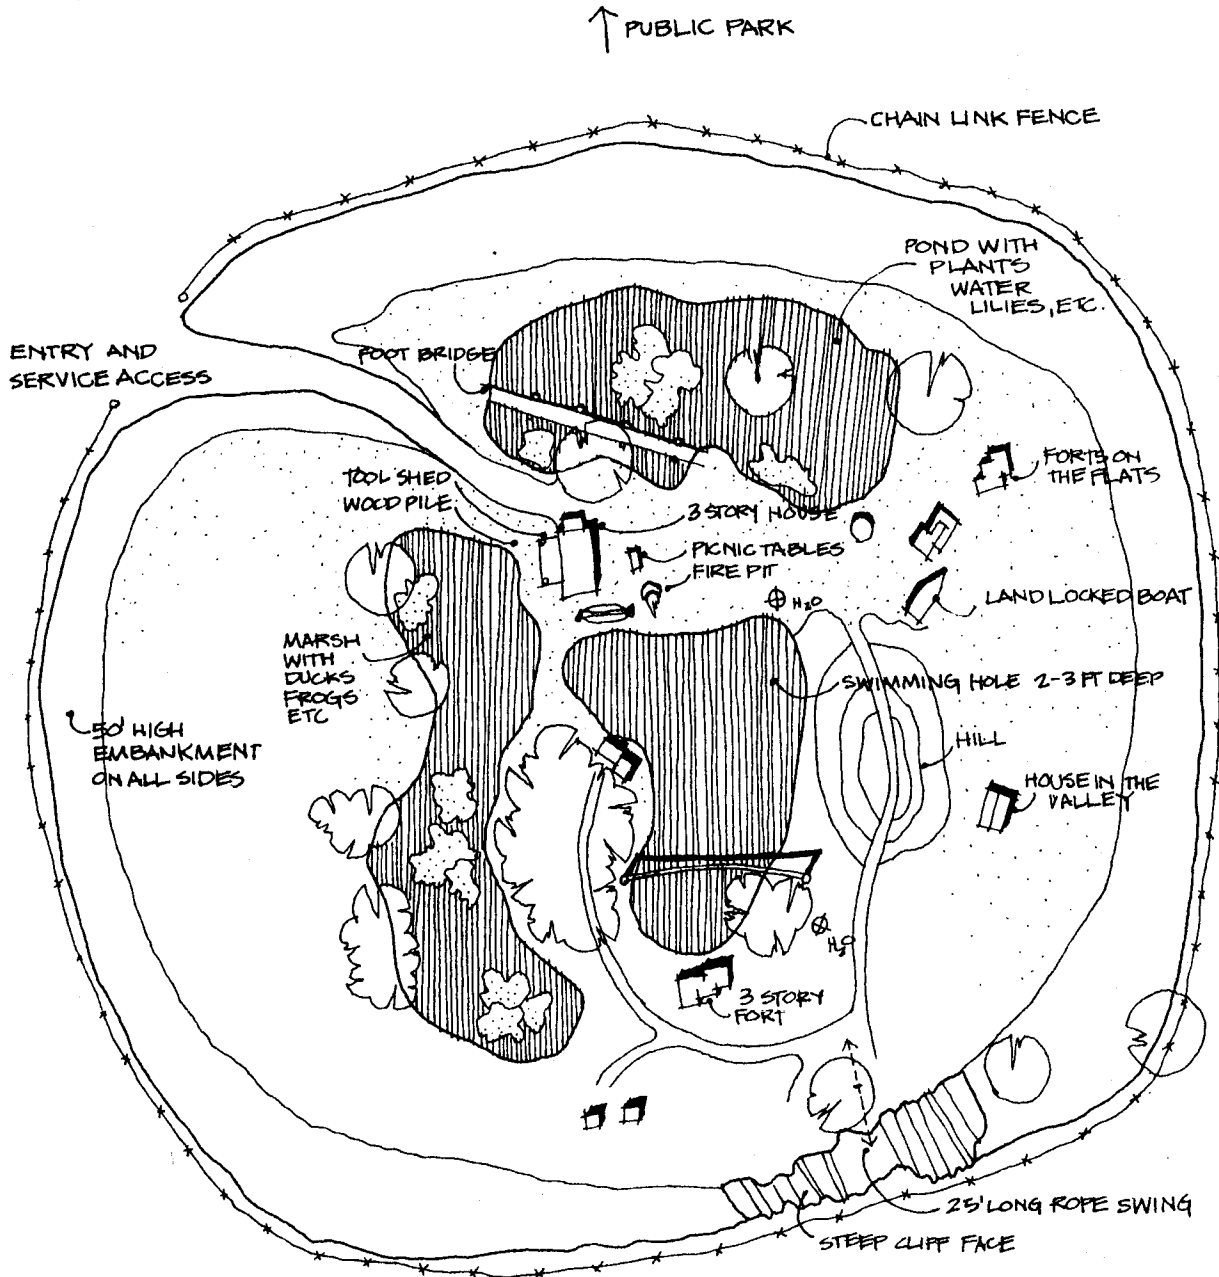 PUBLIC PARK
CHAIN LINK FENCE
POND WITH
PLANTS
WATER
LILIES, ETC.
ENTRY AND
SERVICE ACCESS
FOOT BRIDGE
FORTS ON
THE FLATS
TOOL SHED
WOOD PILE
3 STORY HOUSE
PICNIC TABLES
FIRE PIT
H2O
LAND LOCKED BOAT
MARSH
WITH
DUCKS
FROGS
ETC
SWIMMING HOLE 2-3 FT DEEP
50' HIGH
EMBANKMENT
ON ALL SIDES
HILL
HOUSE IN THE
VALLEY
H2O
3 STORY
FORT
25' LONG ROPE SWING
STEEP CLIFF FACE